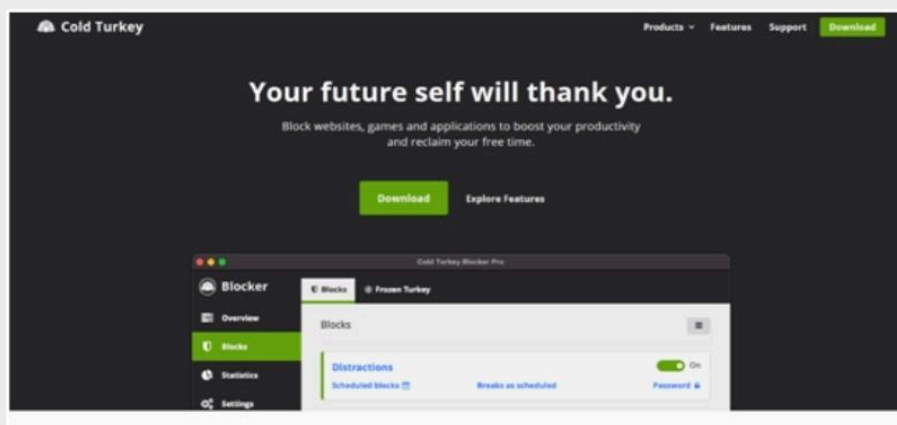 Cold Turkey
Products Features Support Download
Your future self will thank you.
Block websites, games and applications to boost your productivity
and reclaim your free time.
Download Explore Features
Cold Turkey Blocker Pro
Blocker Blocks Frozen Turkey
Overview
Blocks
Blocks
Distractions On
Statistics
Scheduled blocks Breaks as scheduled Password
Settings